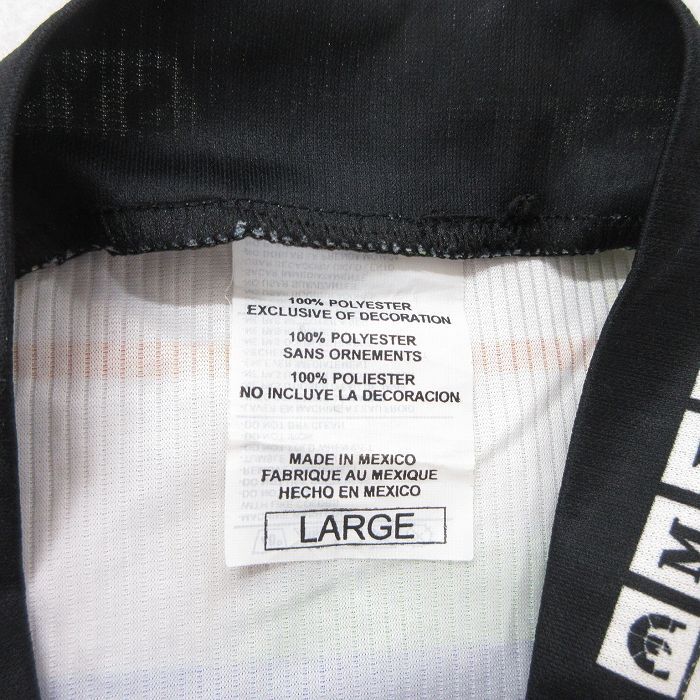 100% POLYESTER
EXCLUSIVE OF DECORATION
100% POLYESTER
SANS ORNEMENTS
100% POLIESTER
NO INCLUYE LA DECORACION
MADE IN MEXICO
FABRIQUE AU MEXIQUE
HECHO EN MEXICO
LARGE
M